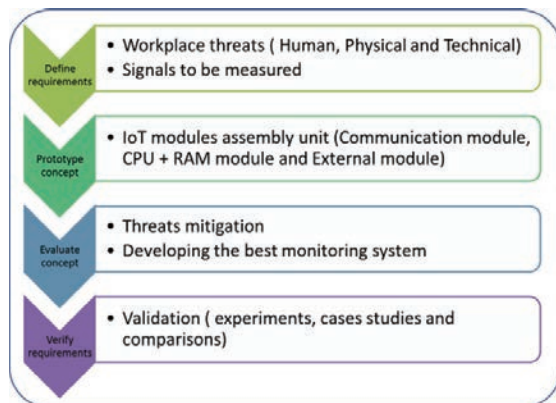 Define
requirements
• Workplace threats ( Human, Physical and Technical)
• Signals to be measured
Prototype
concept
• IoT modules assembly unit (Communication module,
CPU + RAM module and External module)
Evaluate
concept
• Threats mitigation
• Developing the best monitoring system
Verify
requirements
• Validation ( experiments, cases studies and
comparisons)